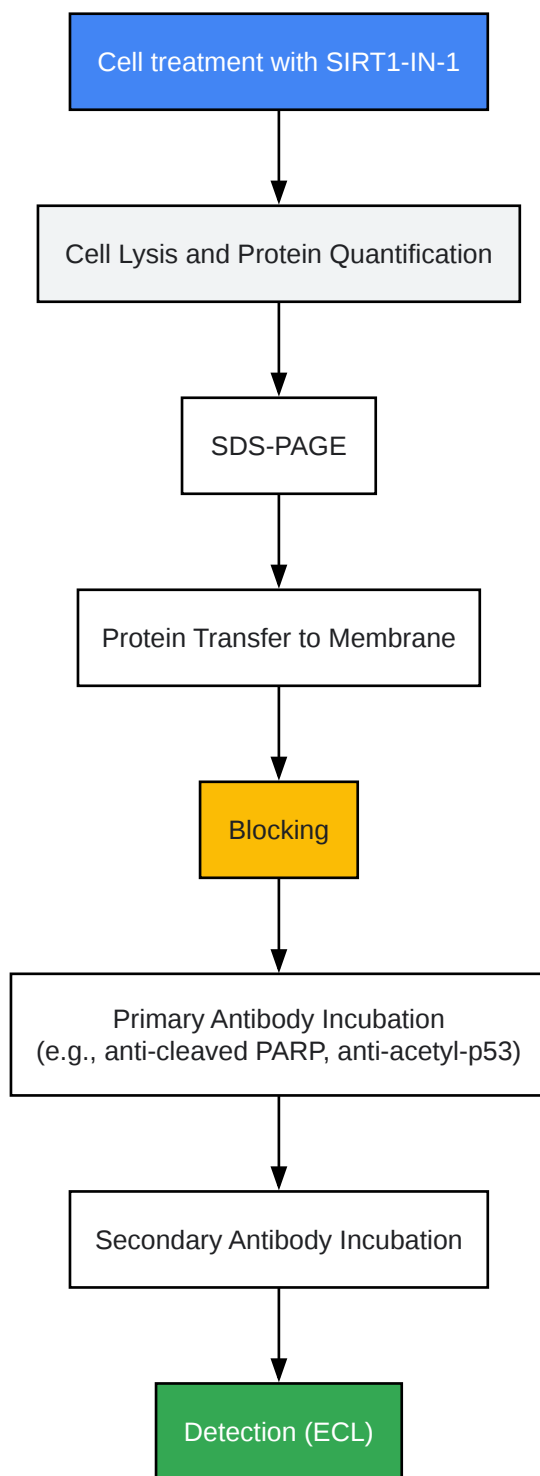 Cell treatment with SIRT1-IN-1
Cell Lysis and Protein Quantification
SDS-PAGE
Protein Transfer to Membrane
Blocking
Primary Antibody Incubation
(e.g., anti-cleaved PARP, anti-acetyl-p53)
Secondary Antibody Incubation
Detection (ECL)